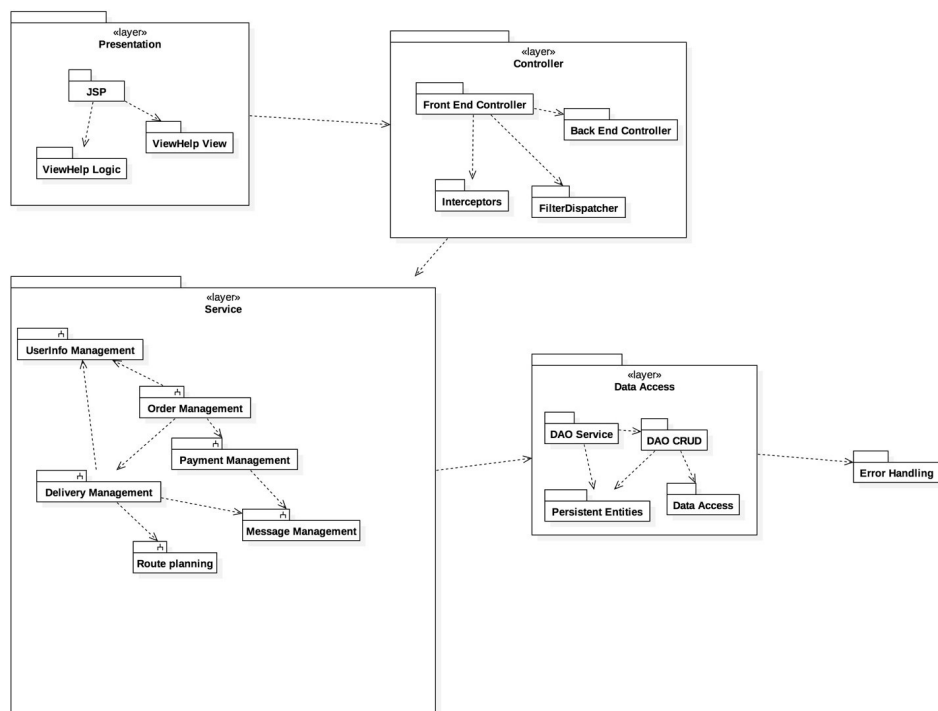 «layer»
Presentation
JSP
ViewHelp View
ViewHelp Logic
«layer»
Controller
Front End Controller
Back End Controller
Interceptors
FilterDispatcher
«layer»
Service
UserInfo Management
Order Management
Payment Management
Delivery Management
Message Management
Route planning
«layer»
Data Access
DAO Service
DAO CRUD
Persistent Entities
Data Access
Error Handling